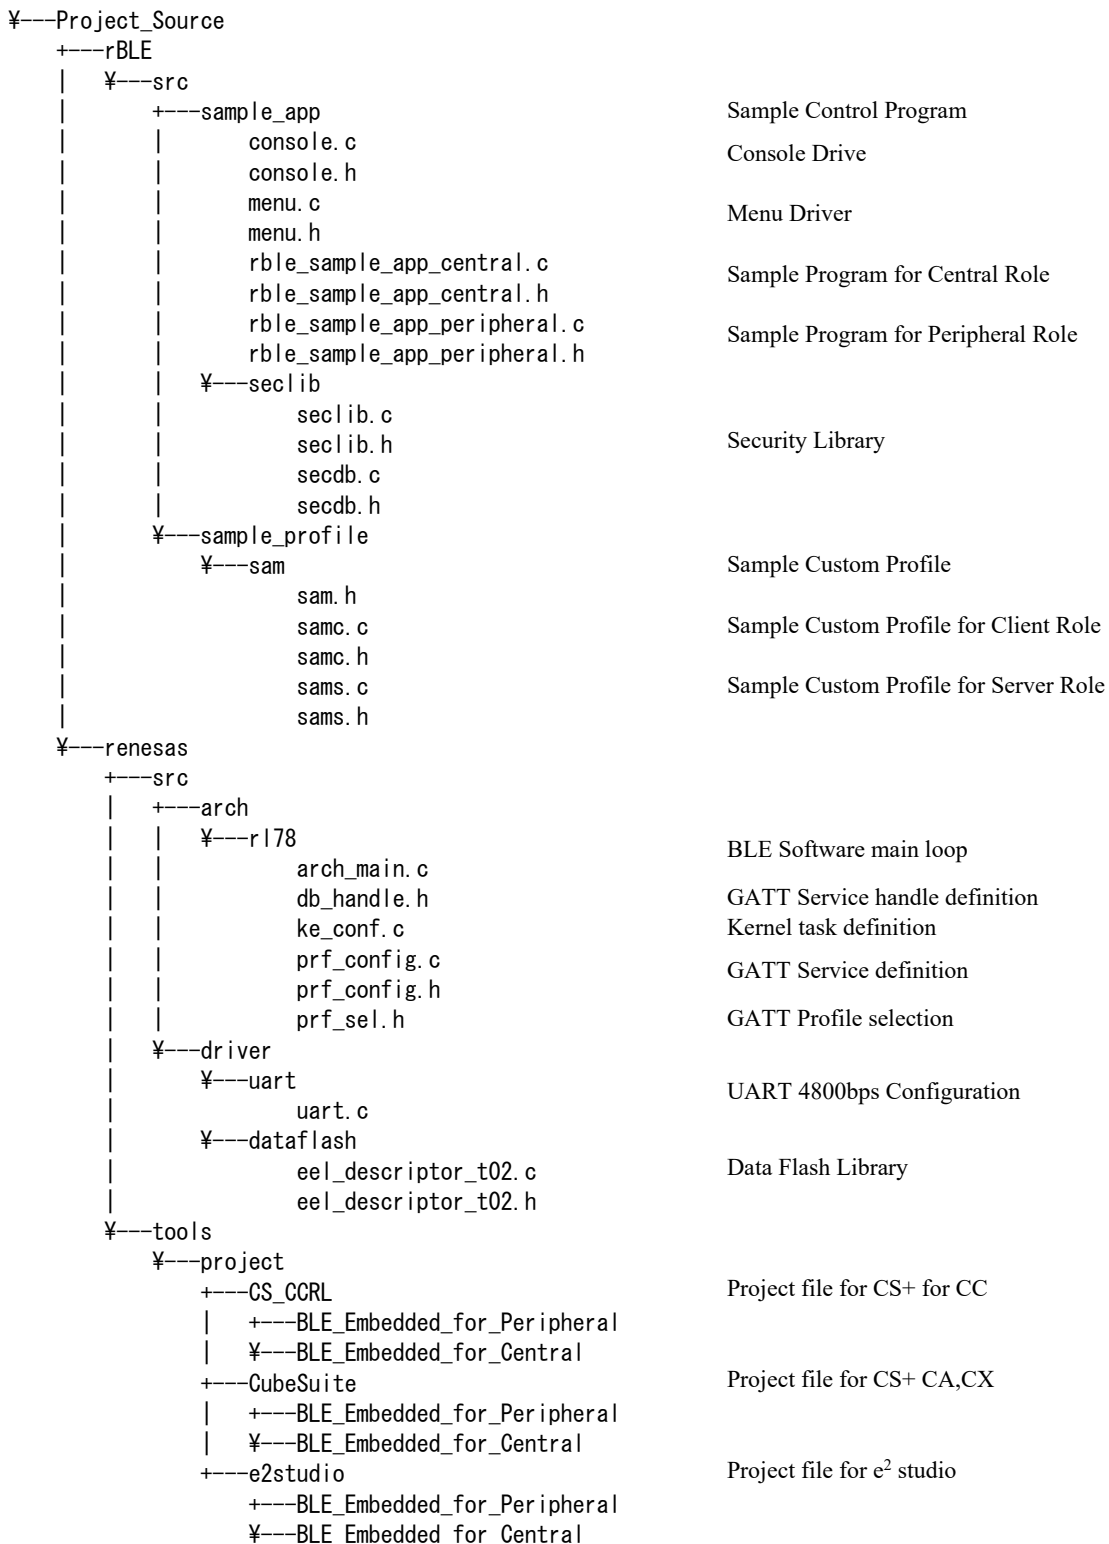 ¥---Project_Source
    +---rBLE
    |   ¥---src
    |       +---sample_app                          Sample Control Program
    |       |       console.c                       Console Drive
    |       |       console.h
    |       |       menu.c                          Menu Driver
    |       |       menu.h
    |       |       rble_sample_app_central.c       Sample Program for Central Role
    |       |       rble_sample_app_central.h
    |       |       rble_sample_app_peripheral.c    Sample Program for Peripheral Role
    |       |       rble_sample_app_peripheral.h
    |       |   ¥---seclib
    |       |           seclib.c
    |       |           seclib.h                    Security Library
    |       |           secdb.c
    |       |           secdb.h
    |       ¥---sample_profile
    |           ¥---sam                             Sample Custom Profile
    |                   sam.h
    |                   samc.c                      Sample Custom Profile for Client Role
    |                   samc.h
    |                   sams.c                      Sample Custom Profile for Server Role
    |                   sams.h
    ¥---renesas
        +---src
        |   +---arch
        |   |   ¥---rl78                            BLE Software main loop
        |   |           arch_main.c
        |   |           db_handle.h                 GATT Service handle definition
        |   |           ke_conf.c                   Kernel task definition
        |   |           prf_config.c                GATT Service definition
        |   |           prf_config.h
        |   |           prf_sel.h                   GATT Profile selection
        |   ¥---driver
        |       ¥---uart                            UART 4800bps Configuration
        |               uart.c
        |       ¥---dataflash
        |               eel_descriptor_t02.c        Data Flash Library
        |               eel_descriptor_t02.h
        ¥---tools
            ¥---project
                +---CS_CCRL                         Project file for CS+ for CC
                |   +---BLE_Embedded_for_Peripheral
                |   ¥---BLE_Embedded_for_Central
                +---CubeSuite                       Project file for CS+ CA,CX
                |   +---BLE_Embedded_for_Peripheral
                |   ¥---BLE_Embedded_for_Central
                +---e2studio                        Project file for e² studio
                    +---BLE_Embedded_for_Peripheral
                    ¥---BLE_Embedded_for_Central